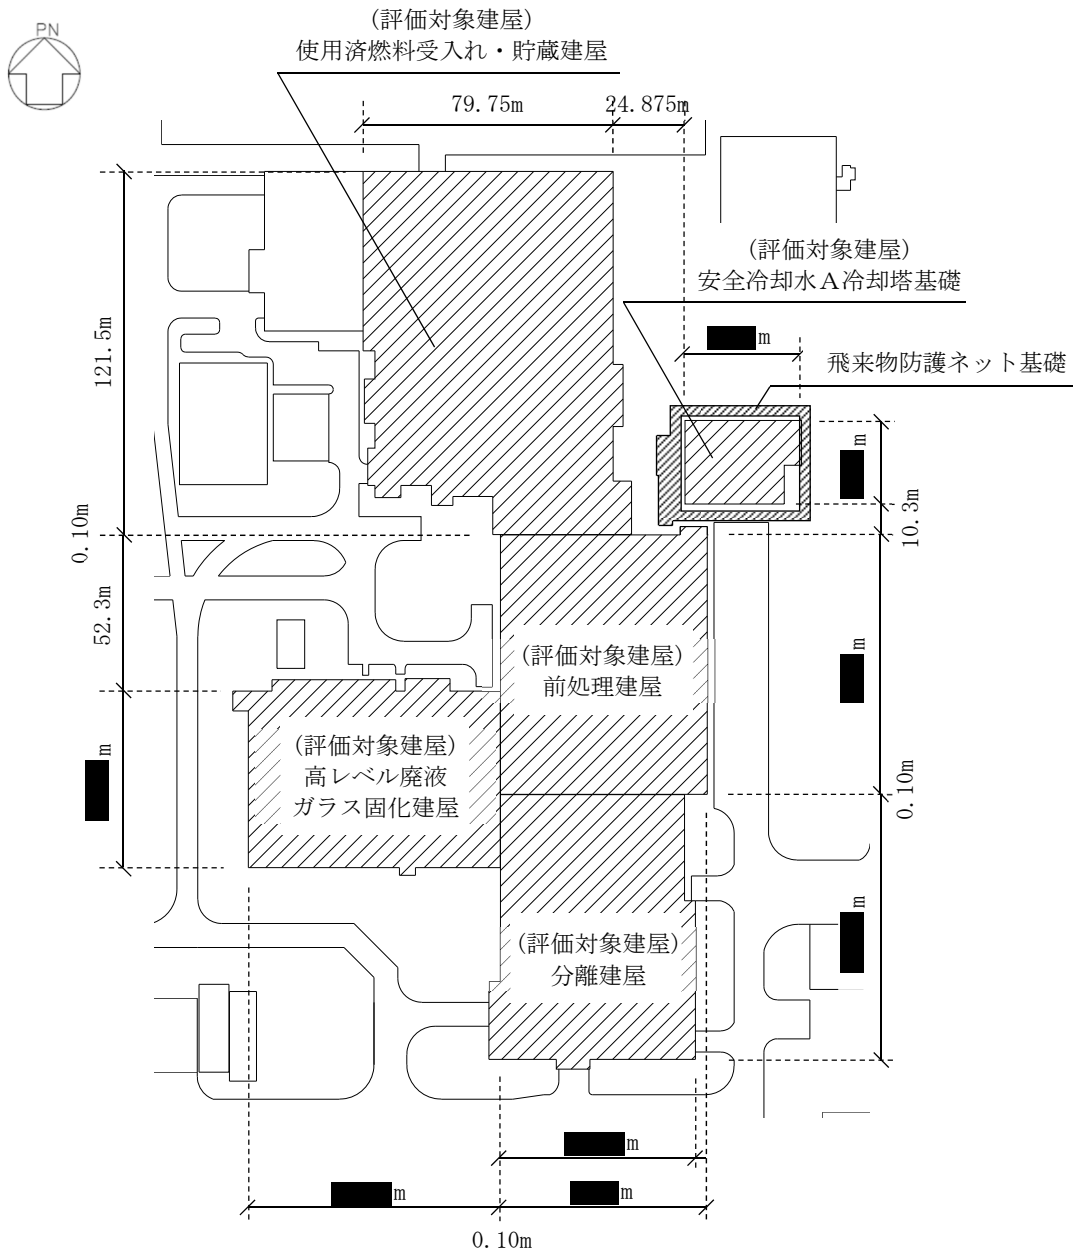 PN
(評価対象建屋)
使用済燃料受入れ・貯蔵建屋
79.75m
24.875m
(評価対象建屋)
安全冷却水A冷却塔基礎
m
飛来物防護ネット基礎
121.5m
m
10.3m
0.10m
52.3m
(評価対象建屋)
前処理建屋
m
(評価対象建屋)
高レベル廃液
ガラス固化建屋
m
0.10m
(評価対象建屋)
分離建屋
m
m
m
m
0.10m